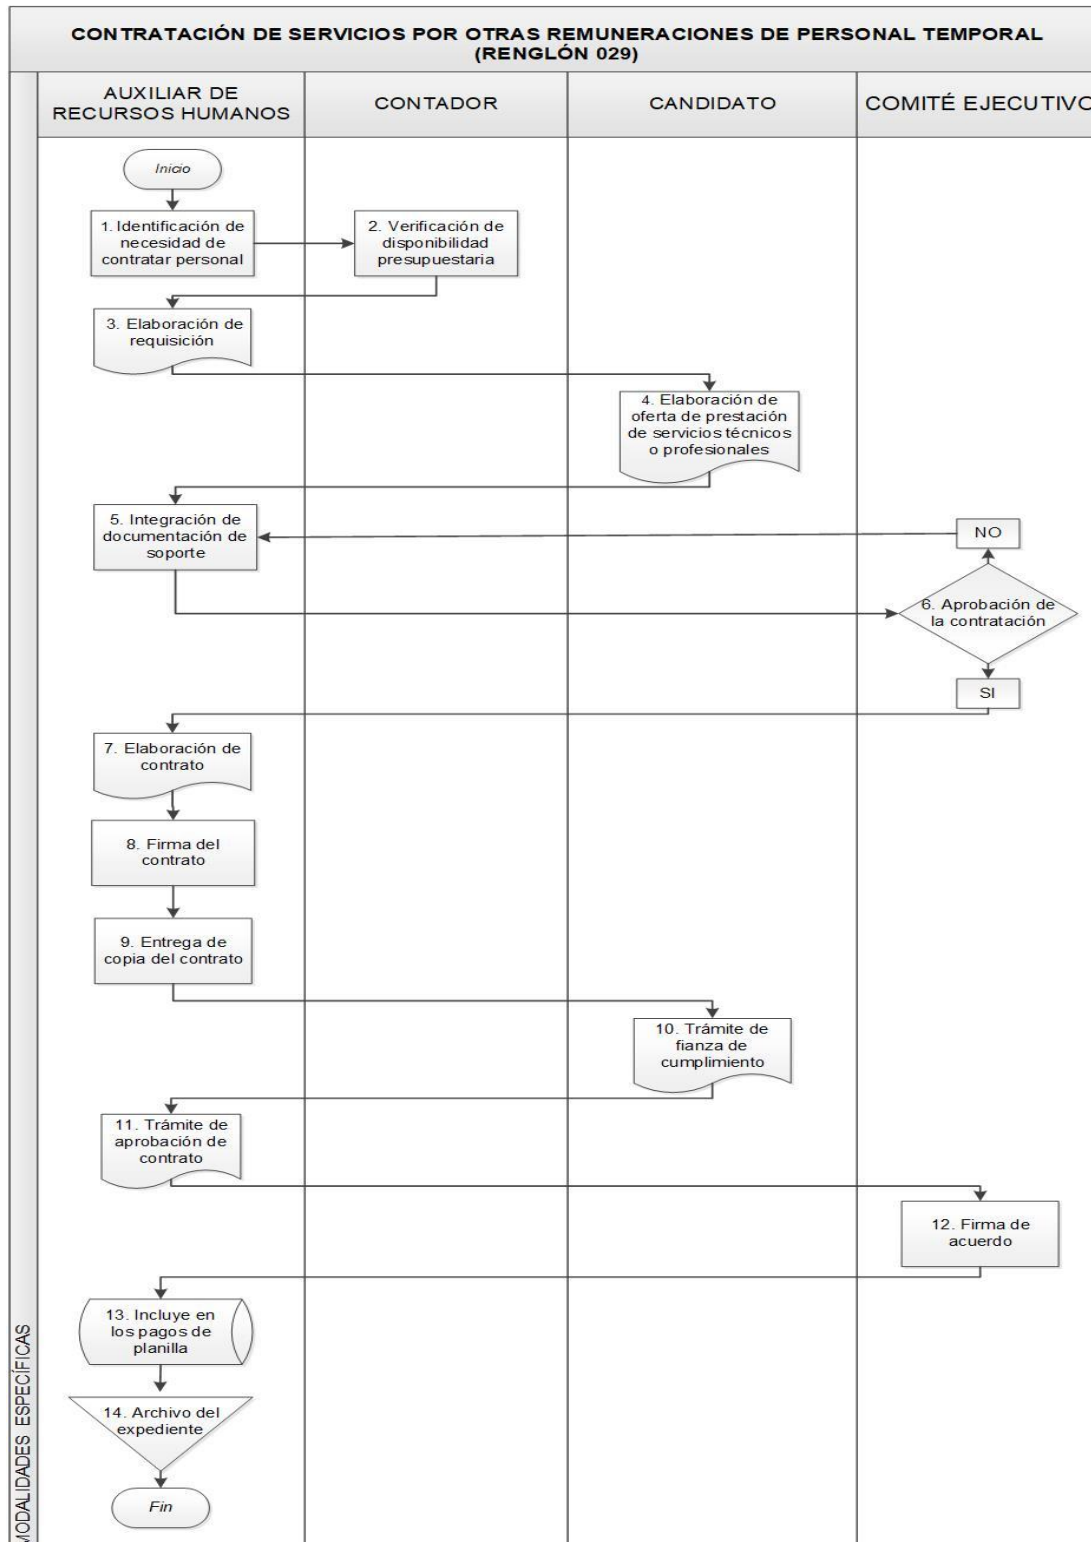 CONTRATACIÓN DE SERVICIOS POR OTRAS REMUNERACIONES DE PERSONAL TEMPORAL
(RENGLÓN 029)
AUXILIAR DE
RECURSOS HUMANOS
CONTADOR
CANDIDATO
COMITÉ EJECUTIVO
Inicio
1. Identificación de
necesidad de
contratar personal
2. Verificación de
disponibilidad
presupuestaria
3. Elaboración de
requisición
4. Elaboración de
oferta de prestación
de servicios técnicos
o profesionales
5. Integración de
documentación de
soporte
NO
6. Aprobación de
la contratación
SI
7. Elaboración de
contrato
8. Firma del
contrato
9. Entrega de
copia del contrato
10. Trámite de
fianza de
cumplimiento
11. Trámite de
aprobación de
contrato
12. Firma de
acuerdo
13. Incluye en
los pagos de
planilla
14. Archivo del
expediente
Fin
MODALIDADES ESPECÍFICAS